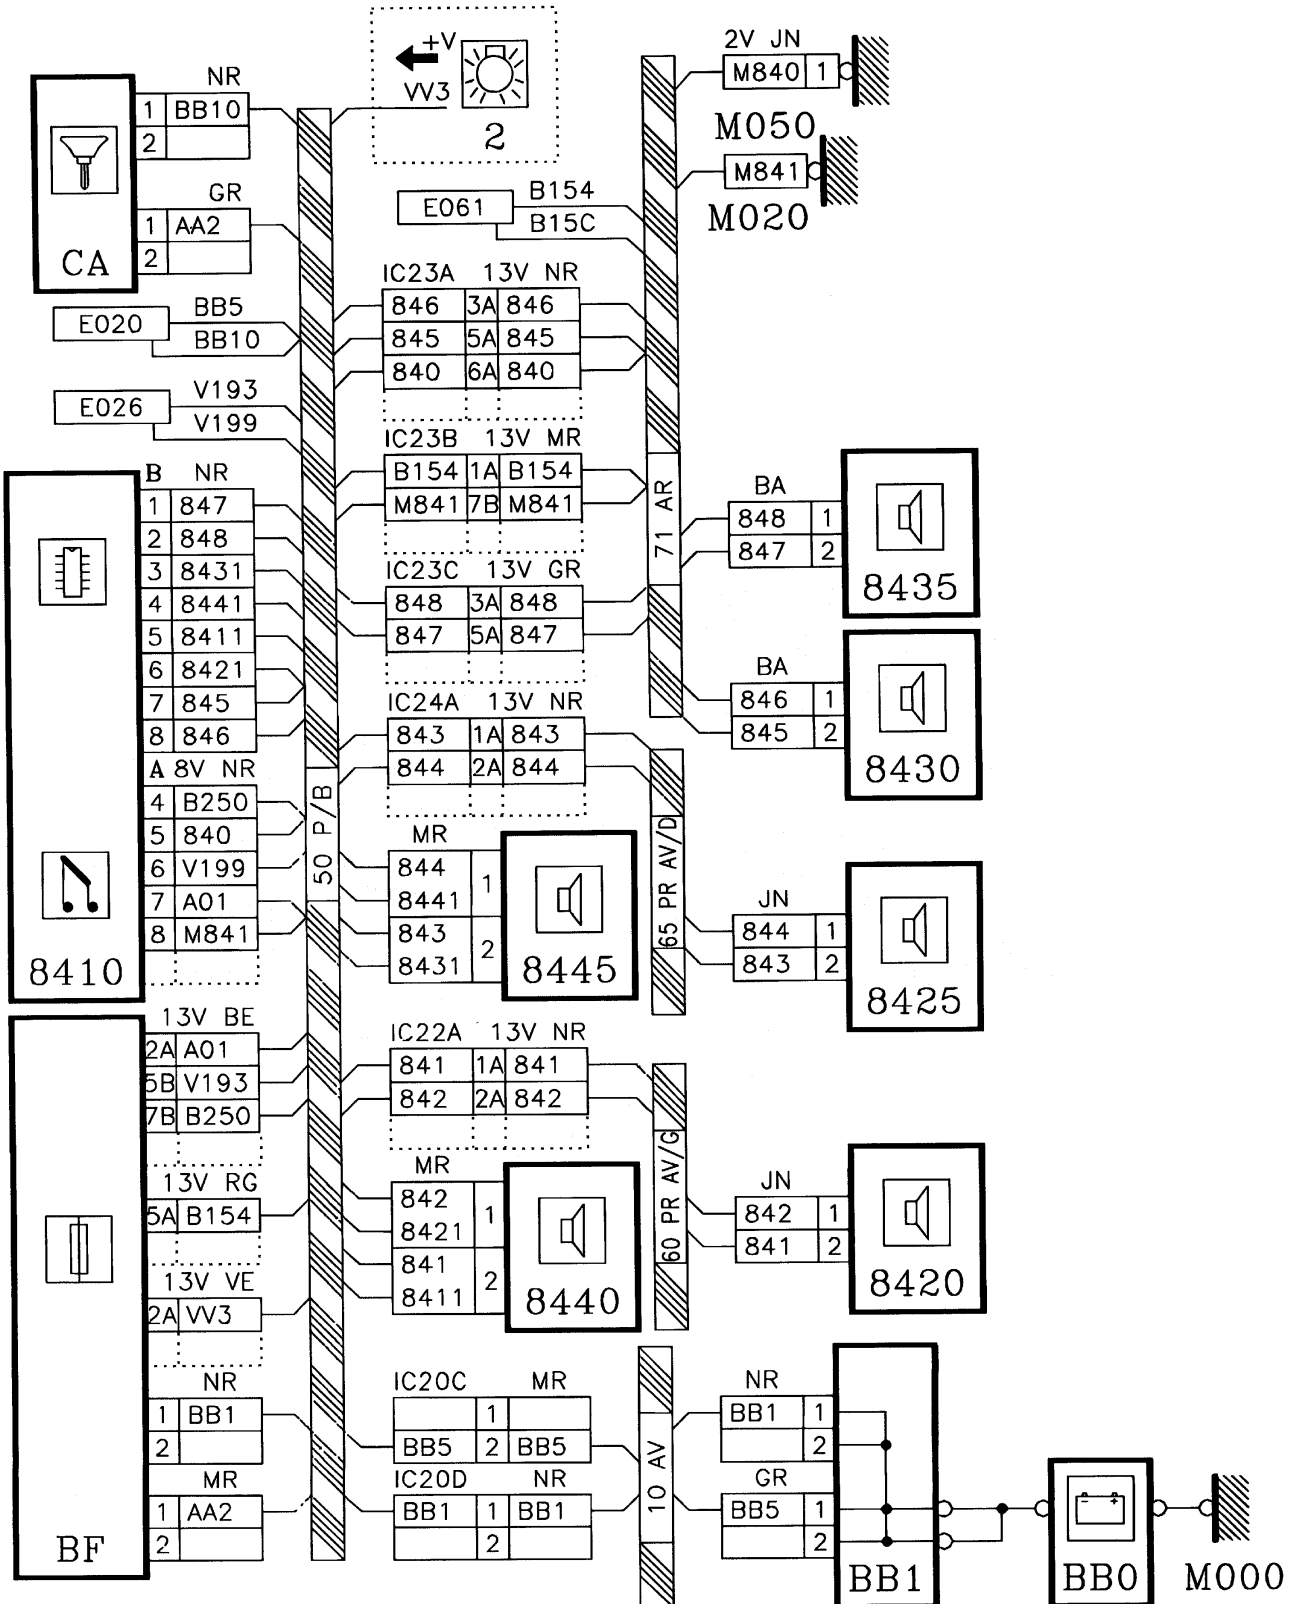 NR
1 BB10
2
GR
1 AA2
2
CA
E020
BB5
BB10
E026
V193
V199
B NR
1 847
2 848
3 8431
4 8441
5 8411
6 8421
7 845
8 846
A 8V NR
4 B250
5 840
6 V199
7 A01
8 M841
8410
13V BE
2A A01
5B V193
7B B250
13V RG
5A B154
13V VE
2A VV3
NR
1 BB1
2
MR
1 AA2
2
BF
50 P/B
+V
VV3
2
E061
B154
B15C
IC23A 13V NR
846 3A 846
845 5A 845
840 6A 840
IC23B 13V MR
B154 1A B154
M841 7B M841
IC23C 13V GR
848 3A 848
847 5A 847
IC24A 13V NR
843 1A 843
844 2A 844
MR
844
8441
1
843
8431
2
8445
IC22A 13V NR
841 1A 841
842 2A 842
MR
842
8421
1
841
8411
2
8440
IC20C MR
1
BB5 2 BB5
IC20D NR
BB1 1 BB1
2
71 AR
65 PR AV/D
60 PR AV/G
10 AV
2V JN
M840 1
M050
M841
M020
BA
848 1
847 2
8435
BA
846 1
845 2
8430
JN
844 1
843 2
8425
JN
842 1
841 2
8420
NR
BB1 1
2
GR
BB5 1
2
BB1
- +
BB0
M000